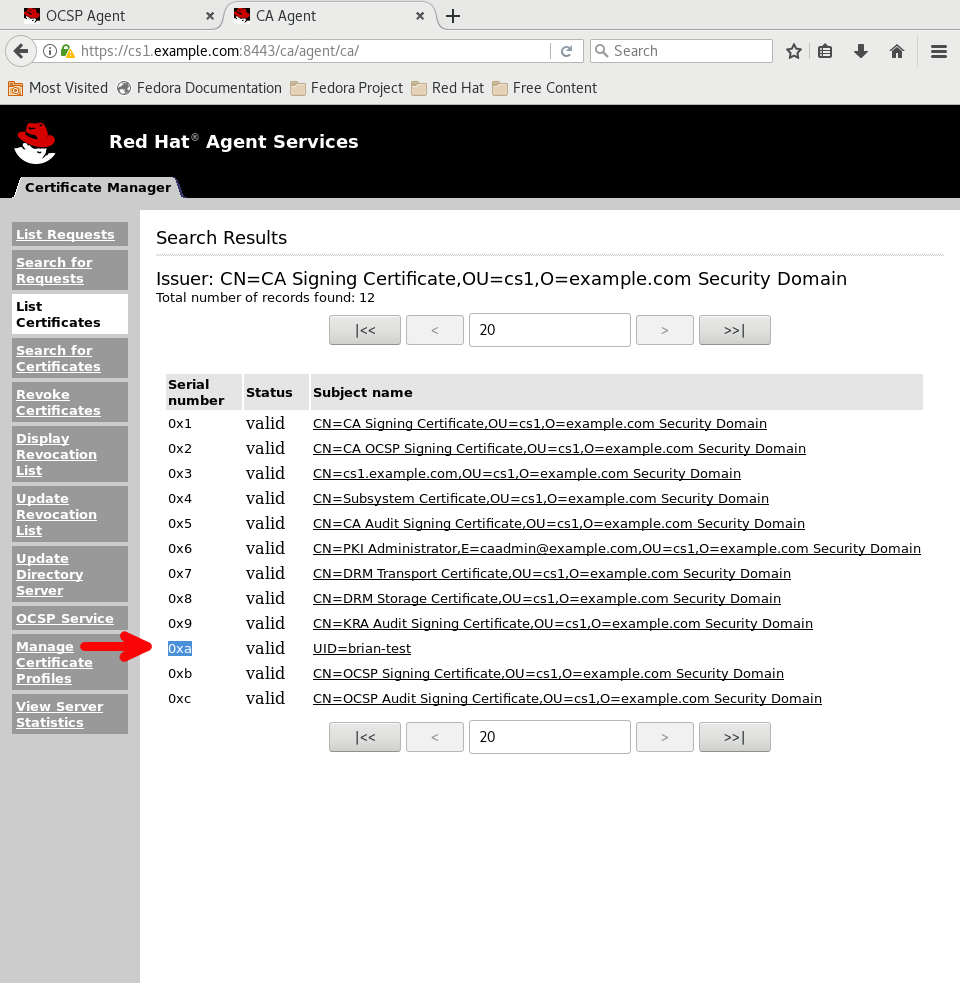 OCSP Agent
CA Agent
https://cs1.example.com:8443/ca/agent/ca/
Search
Most Visited
Fedora Documentation
Fedora Project
Red Hat
Free Content
Red Hat® Agent Services
Certificate Manager
List Requests
Search for
Requests
List
Certificates
Search for
Certificates
Revoke
Certificates
Display
Revocation
List
Update
Revocation
List
Update
Directory
Server
OCSP Service
Manage
Certificate
Profiles
View Server
Statistics
Search Results
Issuer: CN=CA Signing Certificate,OU=cs1,O=example.com Security Domain
Total number of records found: 12
|<< < 20 > >>|
Serial number Status Subject name
0x1 valid CN=CA Signing Certificate,OU=cs1,O=example.com Security Domain
0x2 valid CN=CA OCSP Signing Certificate,OU=cs1,O=example.com Security Domain
0x3 valid CN=cs1.example.com,OU=cs1,O=example.com Security Domain
0x4 valid CN=Subsystem Certificate,OU=cs1,O=example.com Security Domain
0x5 valid CN=CA Audit Signing Certificate,OU=cs1,O=example.com Security Domain
0x6 valid CN=PKI Administrator,E=caadmin@example.com,OU=cs1,O=example.com Security Domain
0x7 valid CN=DRM Transport Certificate,OU=cs1,O=example.com Security Domain
0x8 valid CN=DRM Storage Certificate,OU=cs1,O=example.com Security Domain
0x9 valid CN=KRA Audit Signing Certificate,OU=cs1,O=example.com Security Domain
0xa valid UID=brian-test
0xb valid CN=OCSP Signing Certificate,OU=cs1,O=example.com Security Domain
0xc valid CN=OCSP Audit Signing Certificate,OU=cs1,O=example.com Security Domain
|<< < 20 > >>|